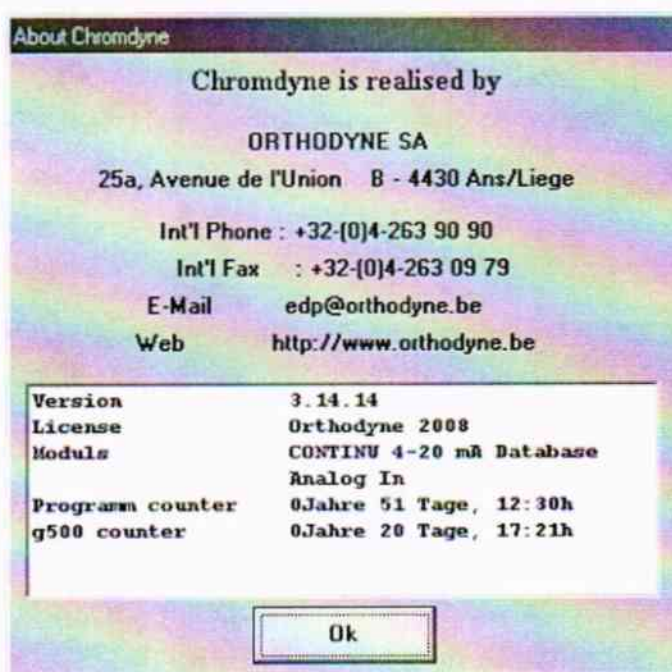 About Chromdyne
Chromdyne is realised by
ORTHODYNE SA
25a, Avenue de l'Union B - 4430 Ans/Liege
Int'l Phone : +32-(0)4-263 90 90
Int'l Fax : +32-(0)4-263 09 79
E-Mail edp@orthodyne.be
Web http://www.orthodyne.be
Version 3.14.14
License Orthodyne 2008
Moduls CONTINU 4-20 mA Database
Analog In
Programm counter 0Jahre 51 Tage, 12:30h
g500 counter 0Jahre 20 Tage, 17:21h
Ok